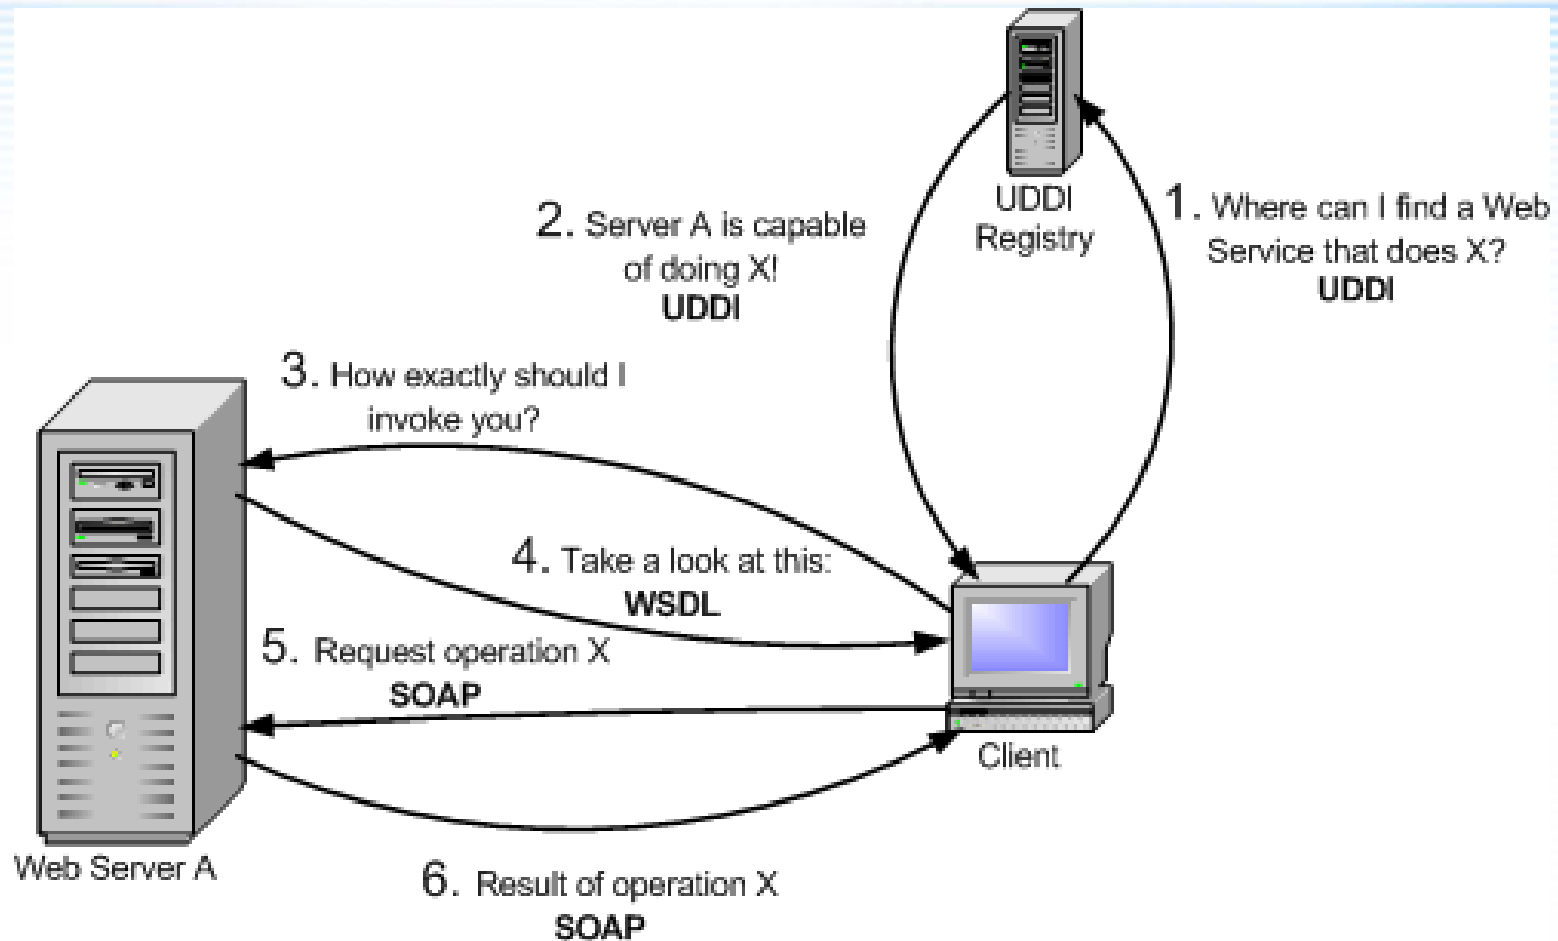 UDDI
Registry
1. Where can I find a Web
Service that does X?
UDDI
2. Server A is capable
of doing X!
UDDI
3. How exactly should I
invoke you?
4. Take a look at this:
WSDL
5. Request operation X
SOAP
Client
Web Server A
6. Result of operation X
SOAP